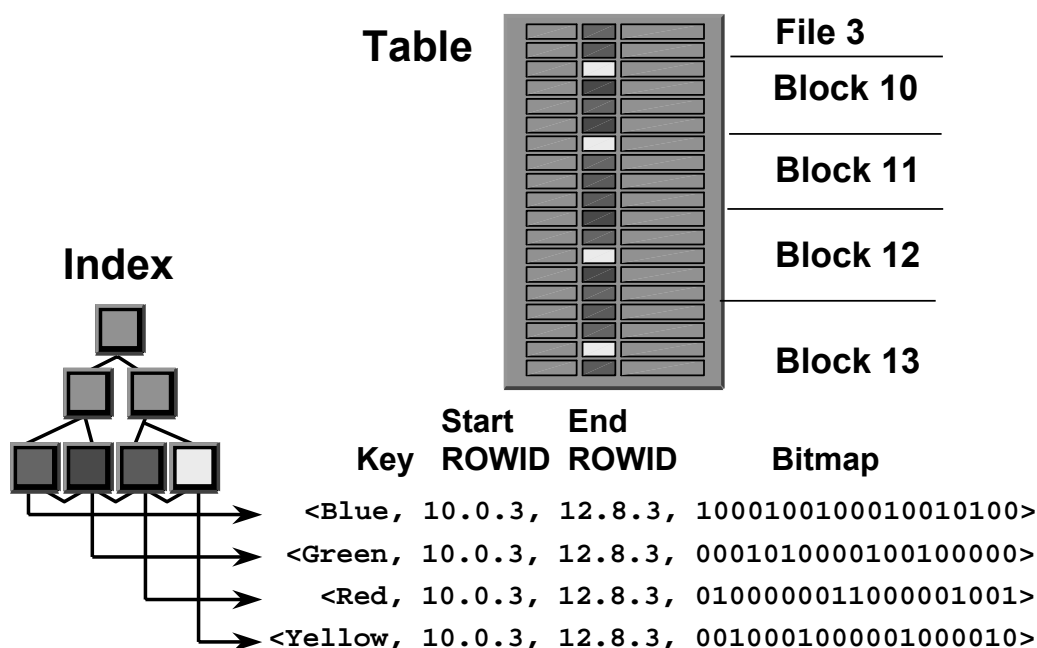 Table
File 3
Block 10
Block 11
Block 12
Block 13
Index
Start End
Key ROWID ROWID Bitmap
<Blue, 10.0.3, 12.8.3, 1000100100010010100>
<Green, 10.0.3, 12.8.3, 0001010000100100000>
<Red, 10.0.3, 12.8.3, 0100000011000001001>
<Yellow, 10.0.3, 12.8.3, 0010001000001000010>